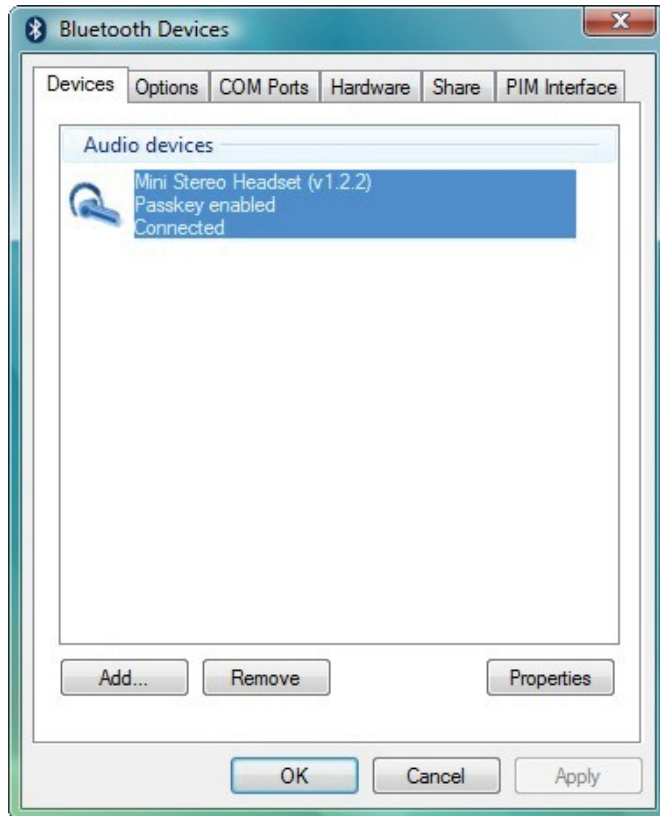 Bluetooth Devices
Devices Options COM Ports Hardware Share PIM Interface
Audio devices
Mini Stereo Headset (v1.2.2)
Passkey enabled
Connected
Add... Remove Properties
OK Cancel Apply